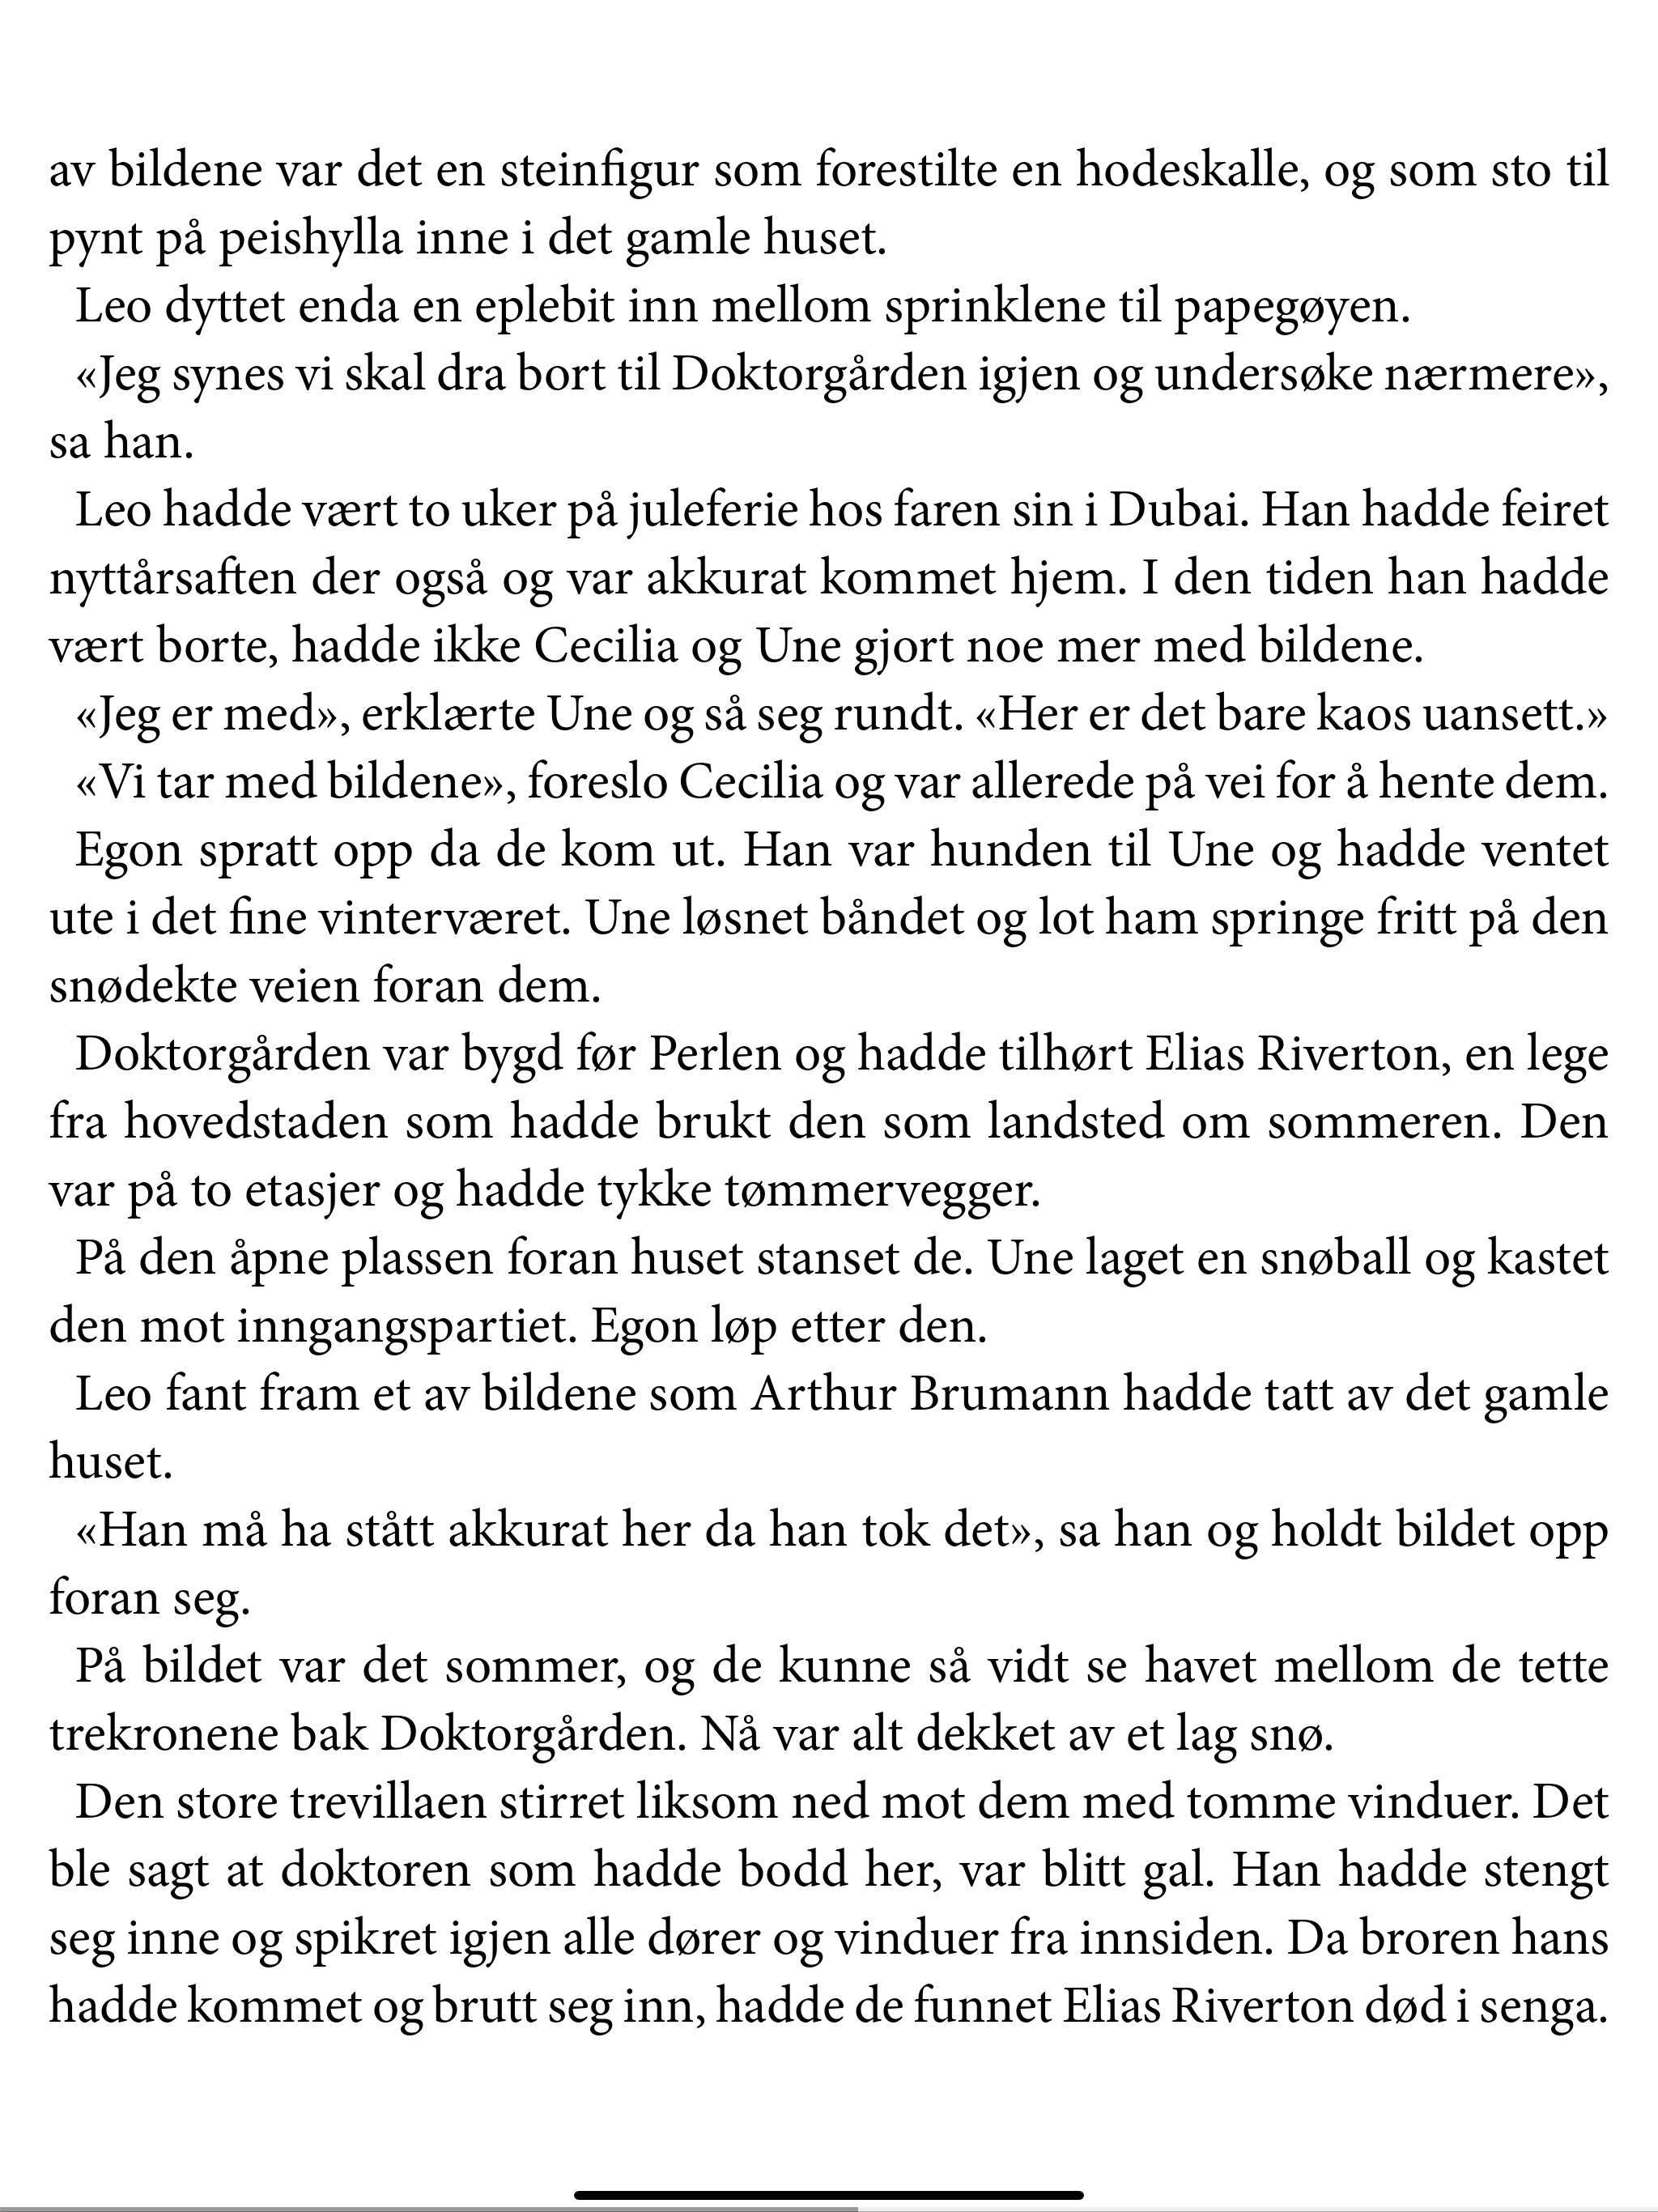 av bildene var det en steinfigur som forestilte en hodeskalle, og som sto til
pynt på peishylla inne i det gamle huset.
Leo dyttet enda en eplebit inn mellom sprinklene til papegøyen.
«Jeg synes vi skal dra bort til Doktorgården igjen og undersøke nærmere»,
sa han.
Leo hadde vært to uker på juleferie hos faren sin i Dubai. Han hadde feiret
nyttårsaften der også og var akkurat kommet hjem. I den tiden han hadde
vært borte, hadde ikke Cecilia og Une gjort noe mer med bildene.
«Jeg er med», erklærte Une og så seg rundt. «Her er det bare kaos uansett.»
«Vi tar med bildene», foreslo Cecilia og var allerede på vei for å hente dem.
Egon spratt opp da de kom ut. Han var hunden til Une og hadde ventet
ute i det fine vinterværet. Une løsnet båndet og lot ham springe fritt på den
snødekte veien foran dem.
Doktorgården var bygd før Perlen og hadde tilhørt Elias Riverton, en lege
fra hovedstaden som hadde brukt den som landsted om sommeren. Den
var på to etasjer og hadde tykke tømmervegger.
På den åpne plassen foran huset stanset de. Une laget en snøball og kastet
den mot inngangspartiet. Egon løp etter den.
Leo fant fram et av bildene som Arthur Brumann hadde tatt av det gamle
huset.
«Han må ha stått akkurat her da han tok det», sa han og holdt bildet opp
foran seg.
På bildet var det sommer, og de kunne så vidt se havet mellom de tette
trekronene bak Doktorgården. Nå var alt dekket av et lag snø.
Den store trevillaen stirret liksom ned mot dem med tomme vinduer. Det
ble sagt at doktoren som hadde bodd her, var blitt gal. Han hadde stengt
seg inne og spikret igjen alle dører og vinduer fra innsiden. Da broren hans
hadde kommet og brutt seg inn, hadde de funnet Elias Riverton død i senga.